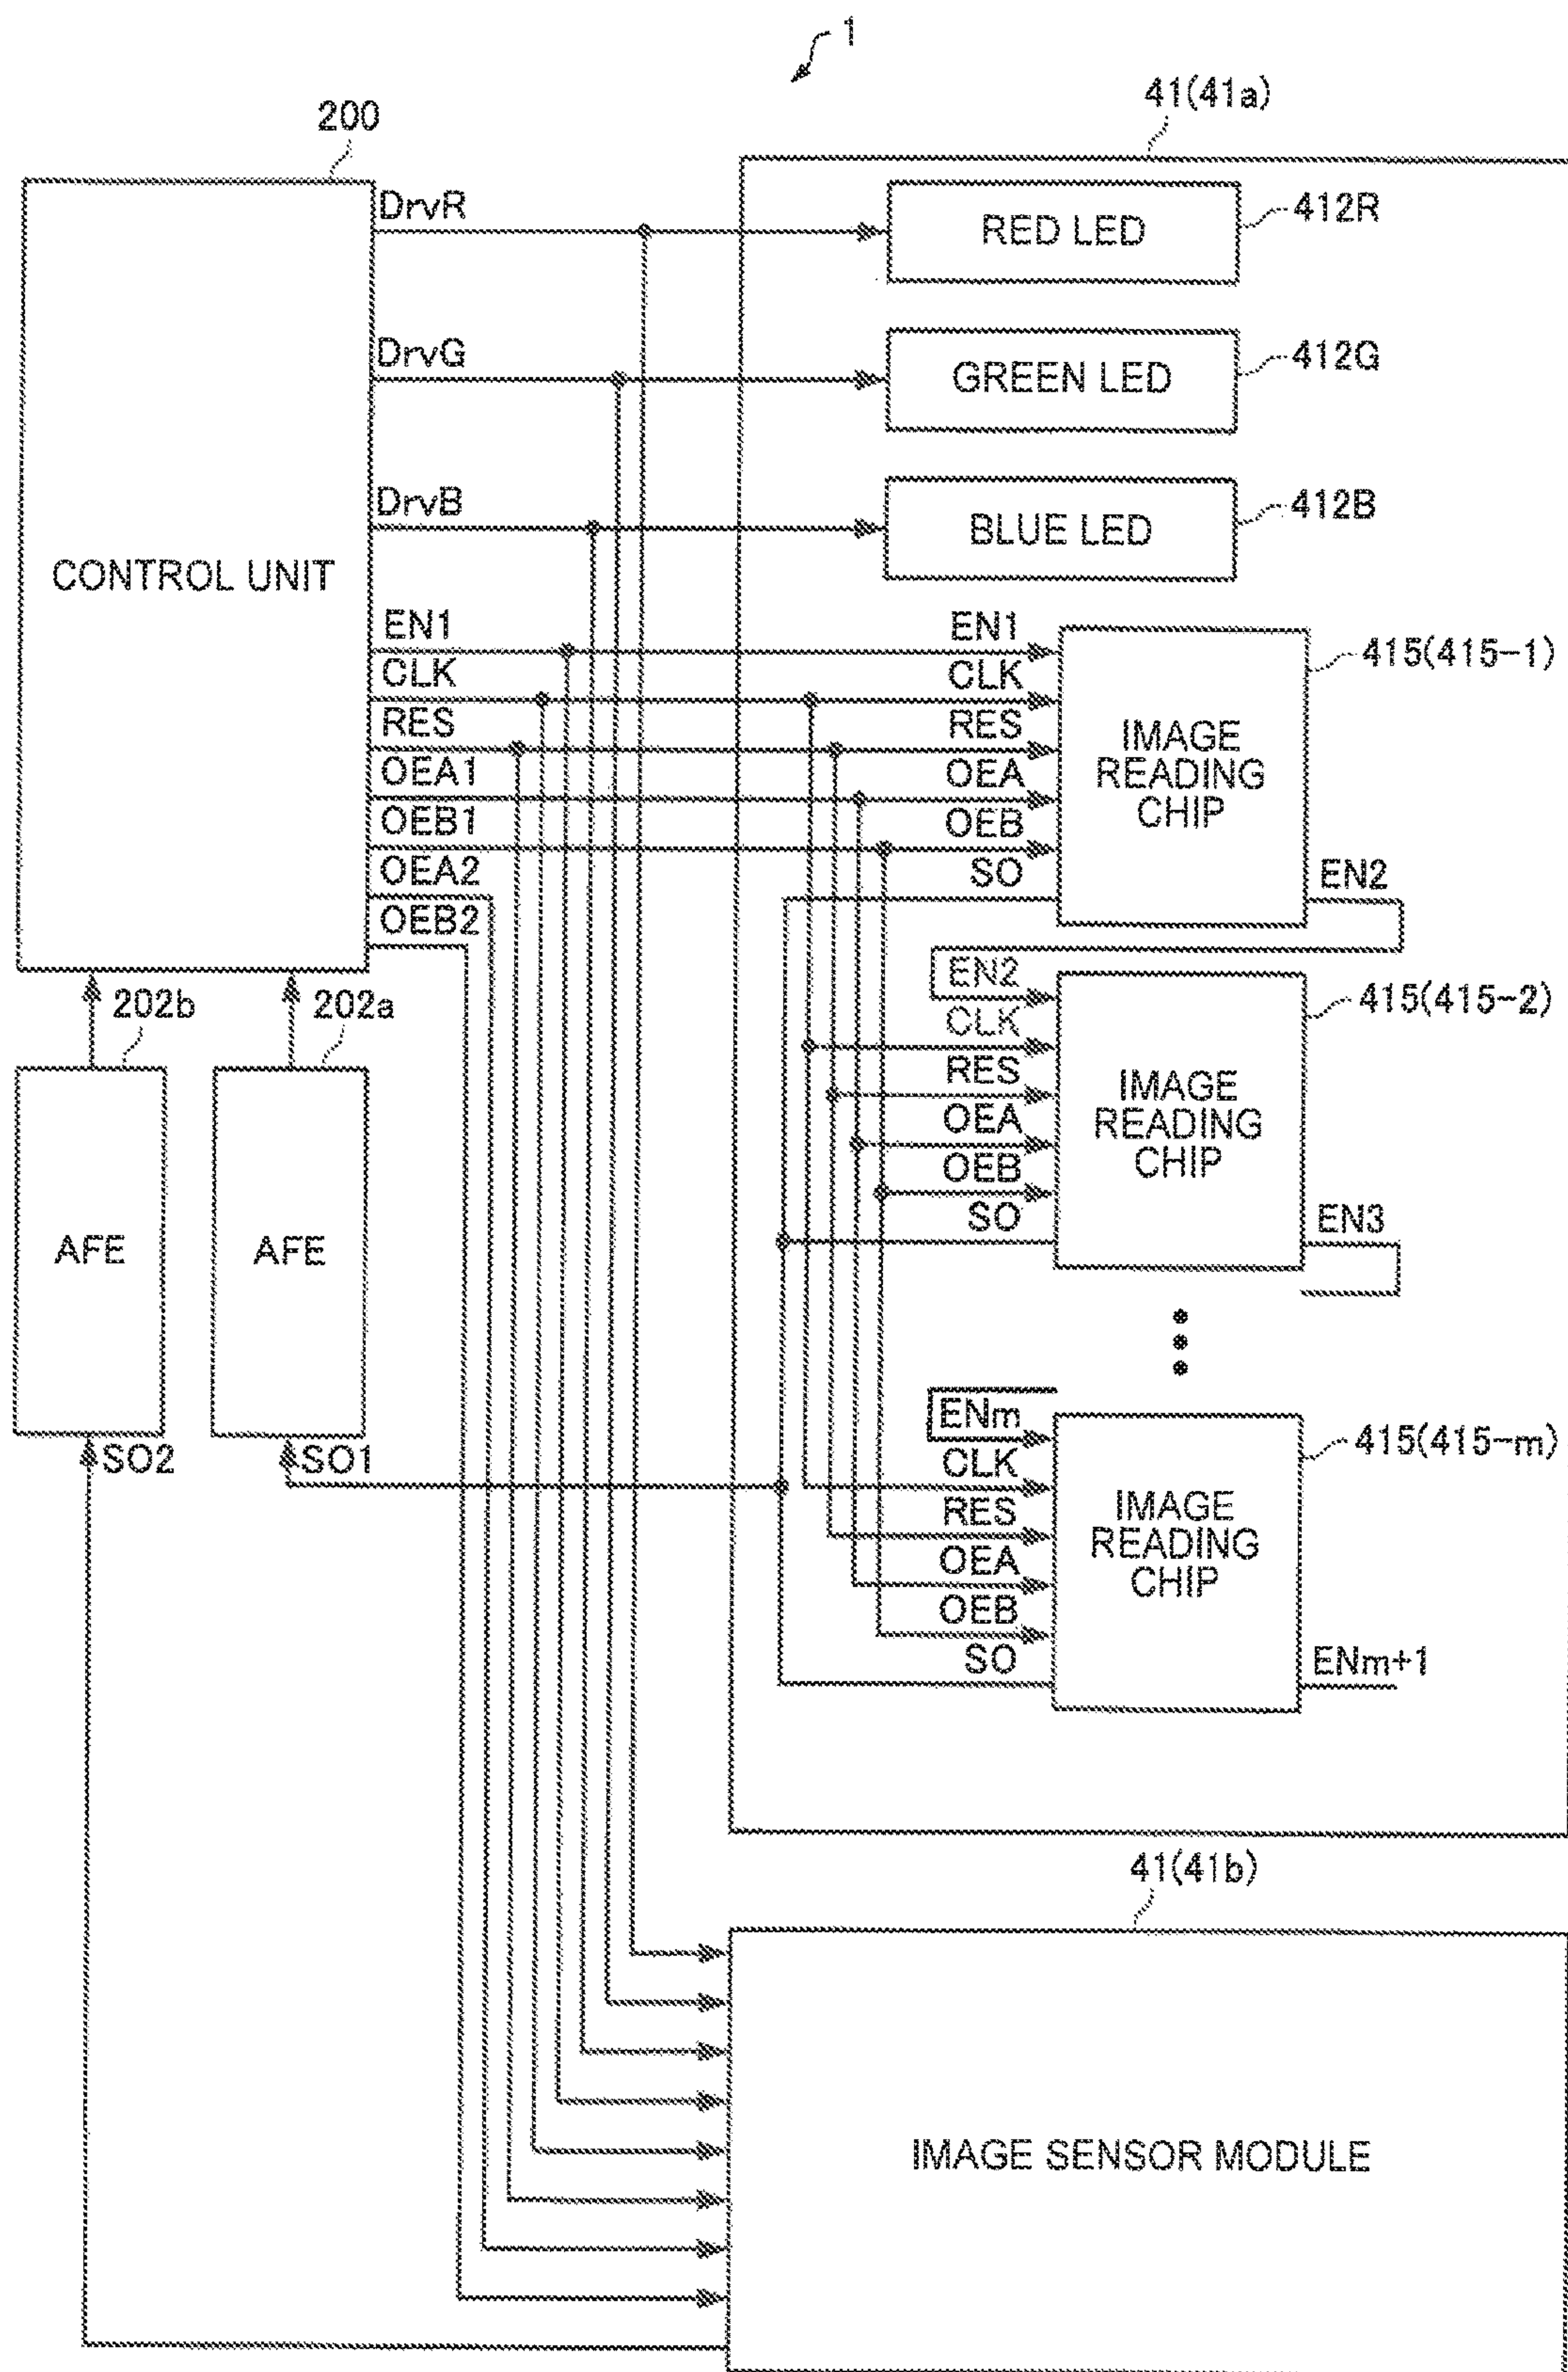 1
41(41a)
200
DrvR
RED LED
412R
DrvG
GREEN LED
412G
DrvB
BLUE LED
412B
CONTROL UNIT
EN1
CLK
RES
OEA1
OEB1
OEA2
OEB2
EN1
CLK
RES
OEA
OEB
SO
IMAGE
READING
CHIP
415(415-1)
EN2
EN2
CLK
RES
OEA
OEB
SO
IMAGE
READING
CHIP
415(415-2)
EN3
202b
202a
AFE
AFE
SO2
SO1
ENm
CLK
RES
OEA
OEB
SO
IMAGE
READING
CHIP
415(415-m)
ENm+1
41(41b)
IMAGE SENSOR MODULE